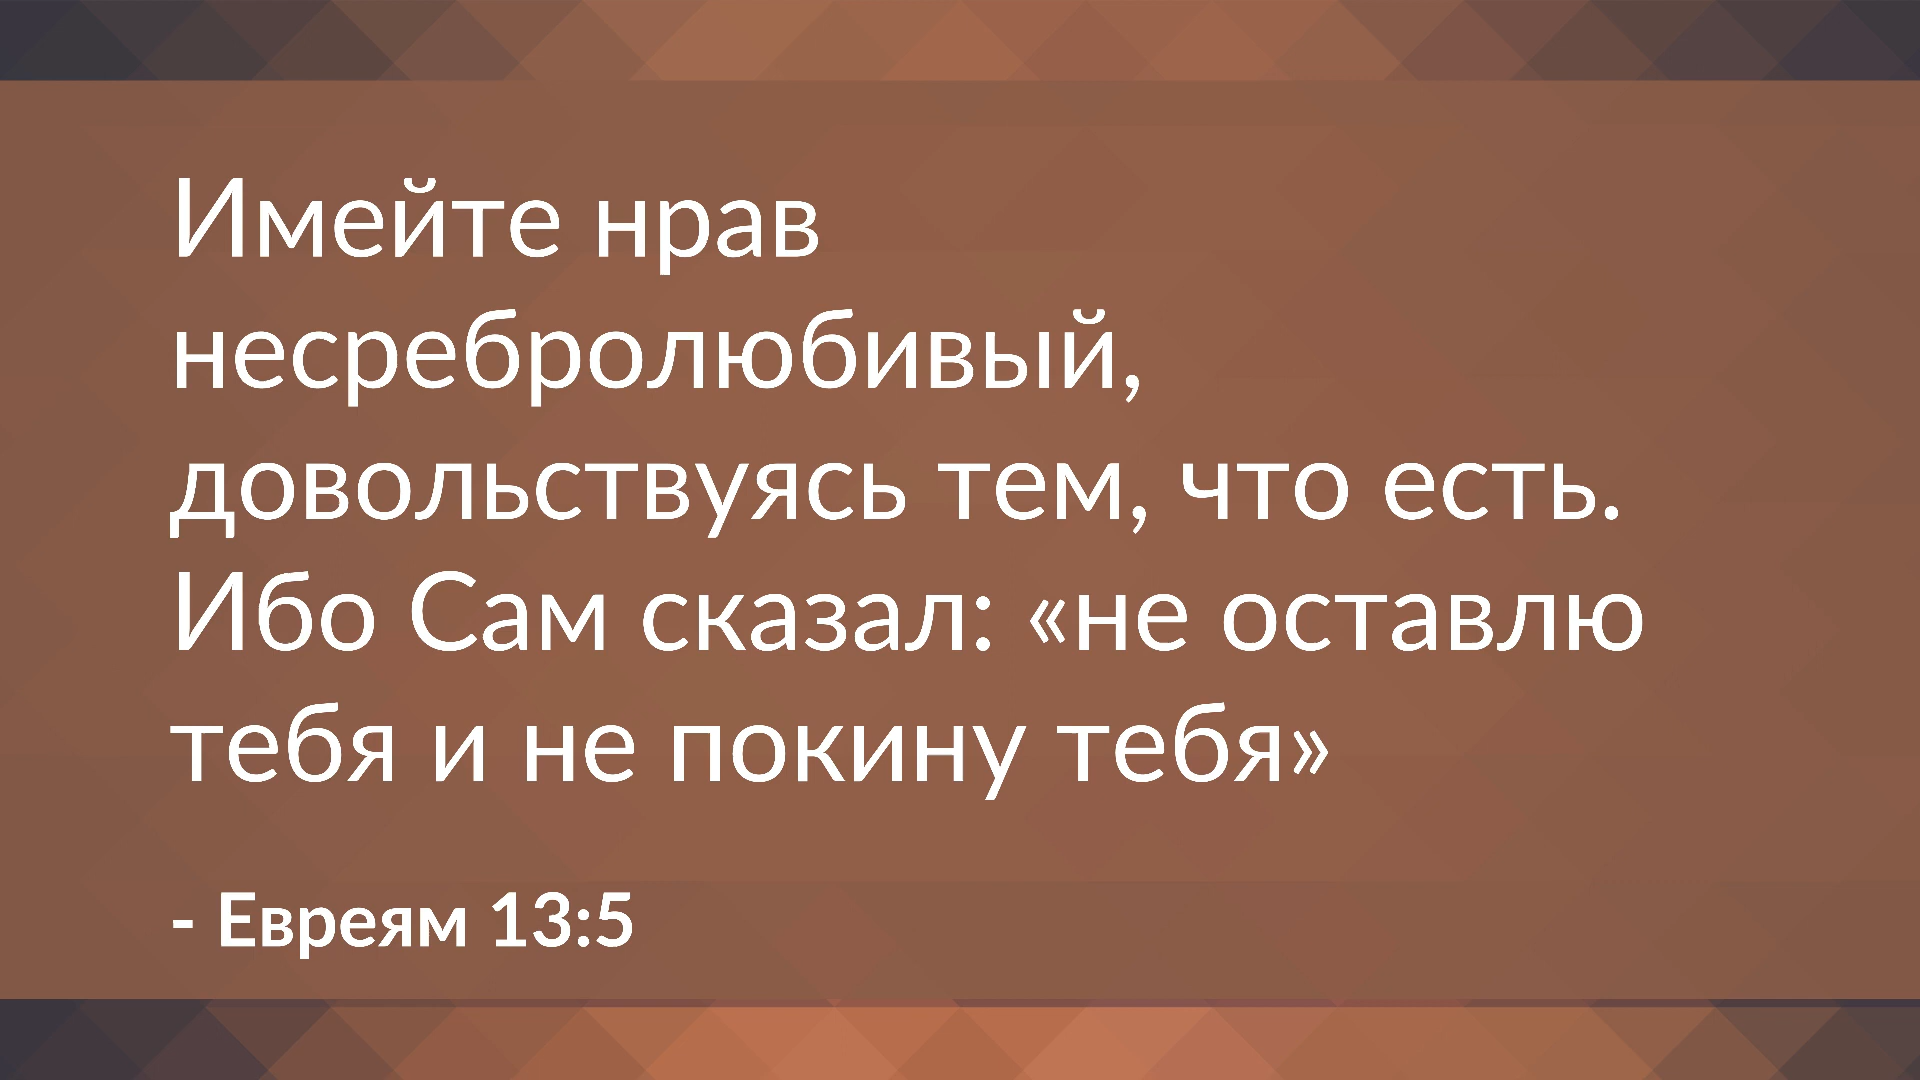 Имейте нрав
несребролюбивый,
довольствуясь тем, что есть.
Ибо Сам сказал: «не оставлю
тебя и не покину тебя»
- Евреям 13:5